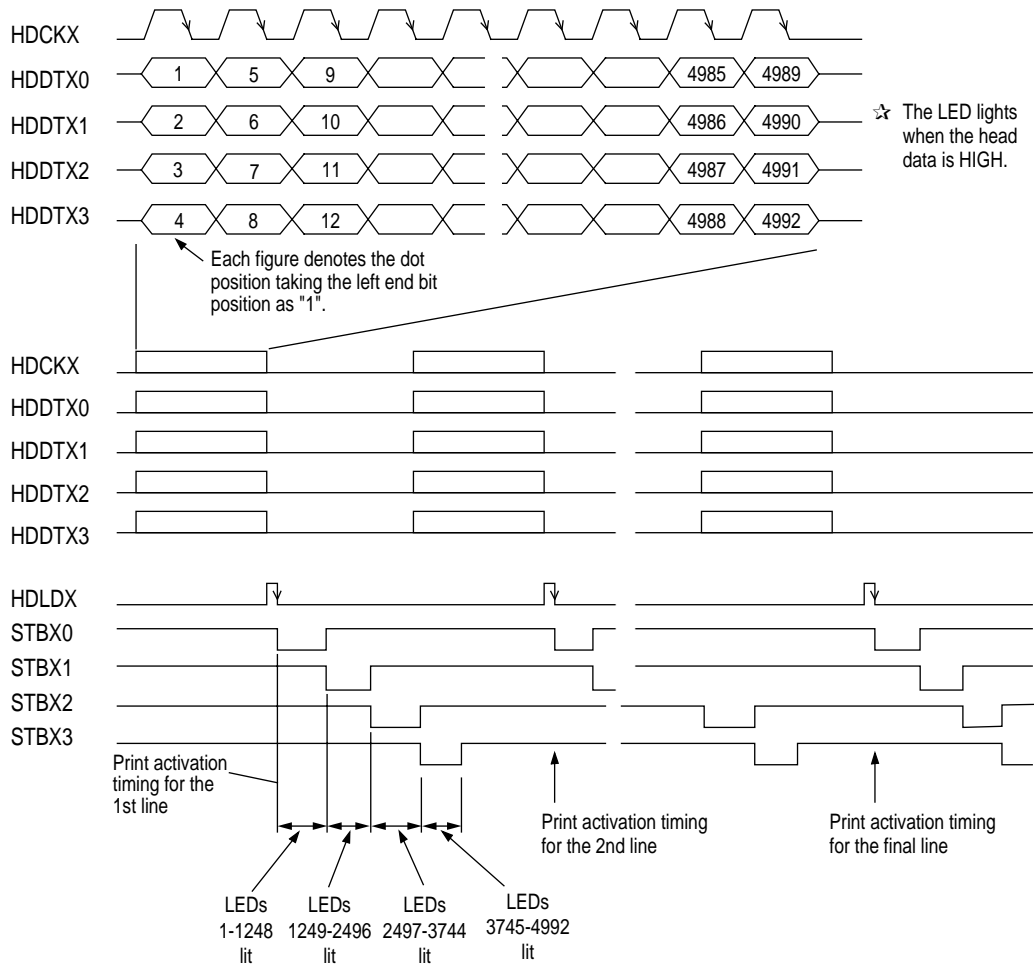 HDCKX
HDDTX0 1 5 9 4985 4989
HDDTX1 2 6 10 4986 4990
HDDTX2 3 7 11 4987 4991
HDDTX3 4 8 12 4988 4992
☆ The LED lights
when the head
data is HIGH.
Each figure denotes the dot
position taking the left end bit
position as "1".
HDCKX
HDDTX0
HDDTX1
HDDTX2
HDDTX3
HDLDX
STBX0
STBX1
STBX2
STBX3
Print activation
timing for the
1st line
Print activation timing
for the 2nd line
Print activation timing
for the final line
LEDs
1-1248
lit
LEDs
1249-2496
lit
LEDs
2497-3744
lit
LEDs
3745-4992
lit